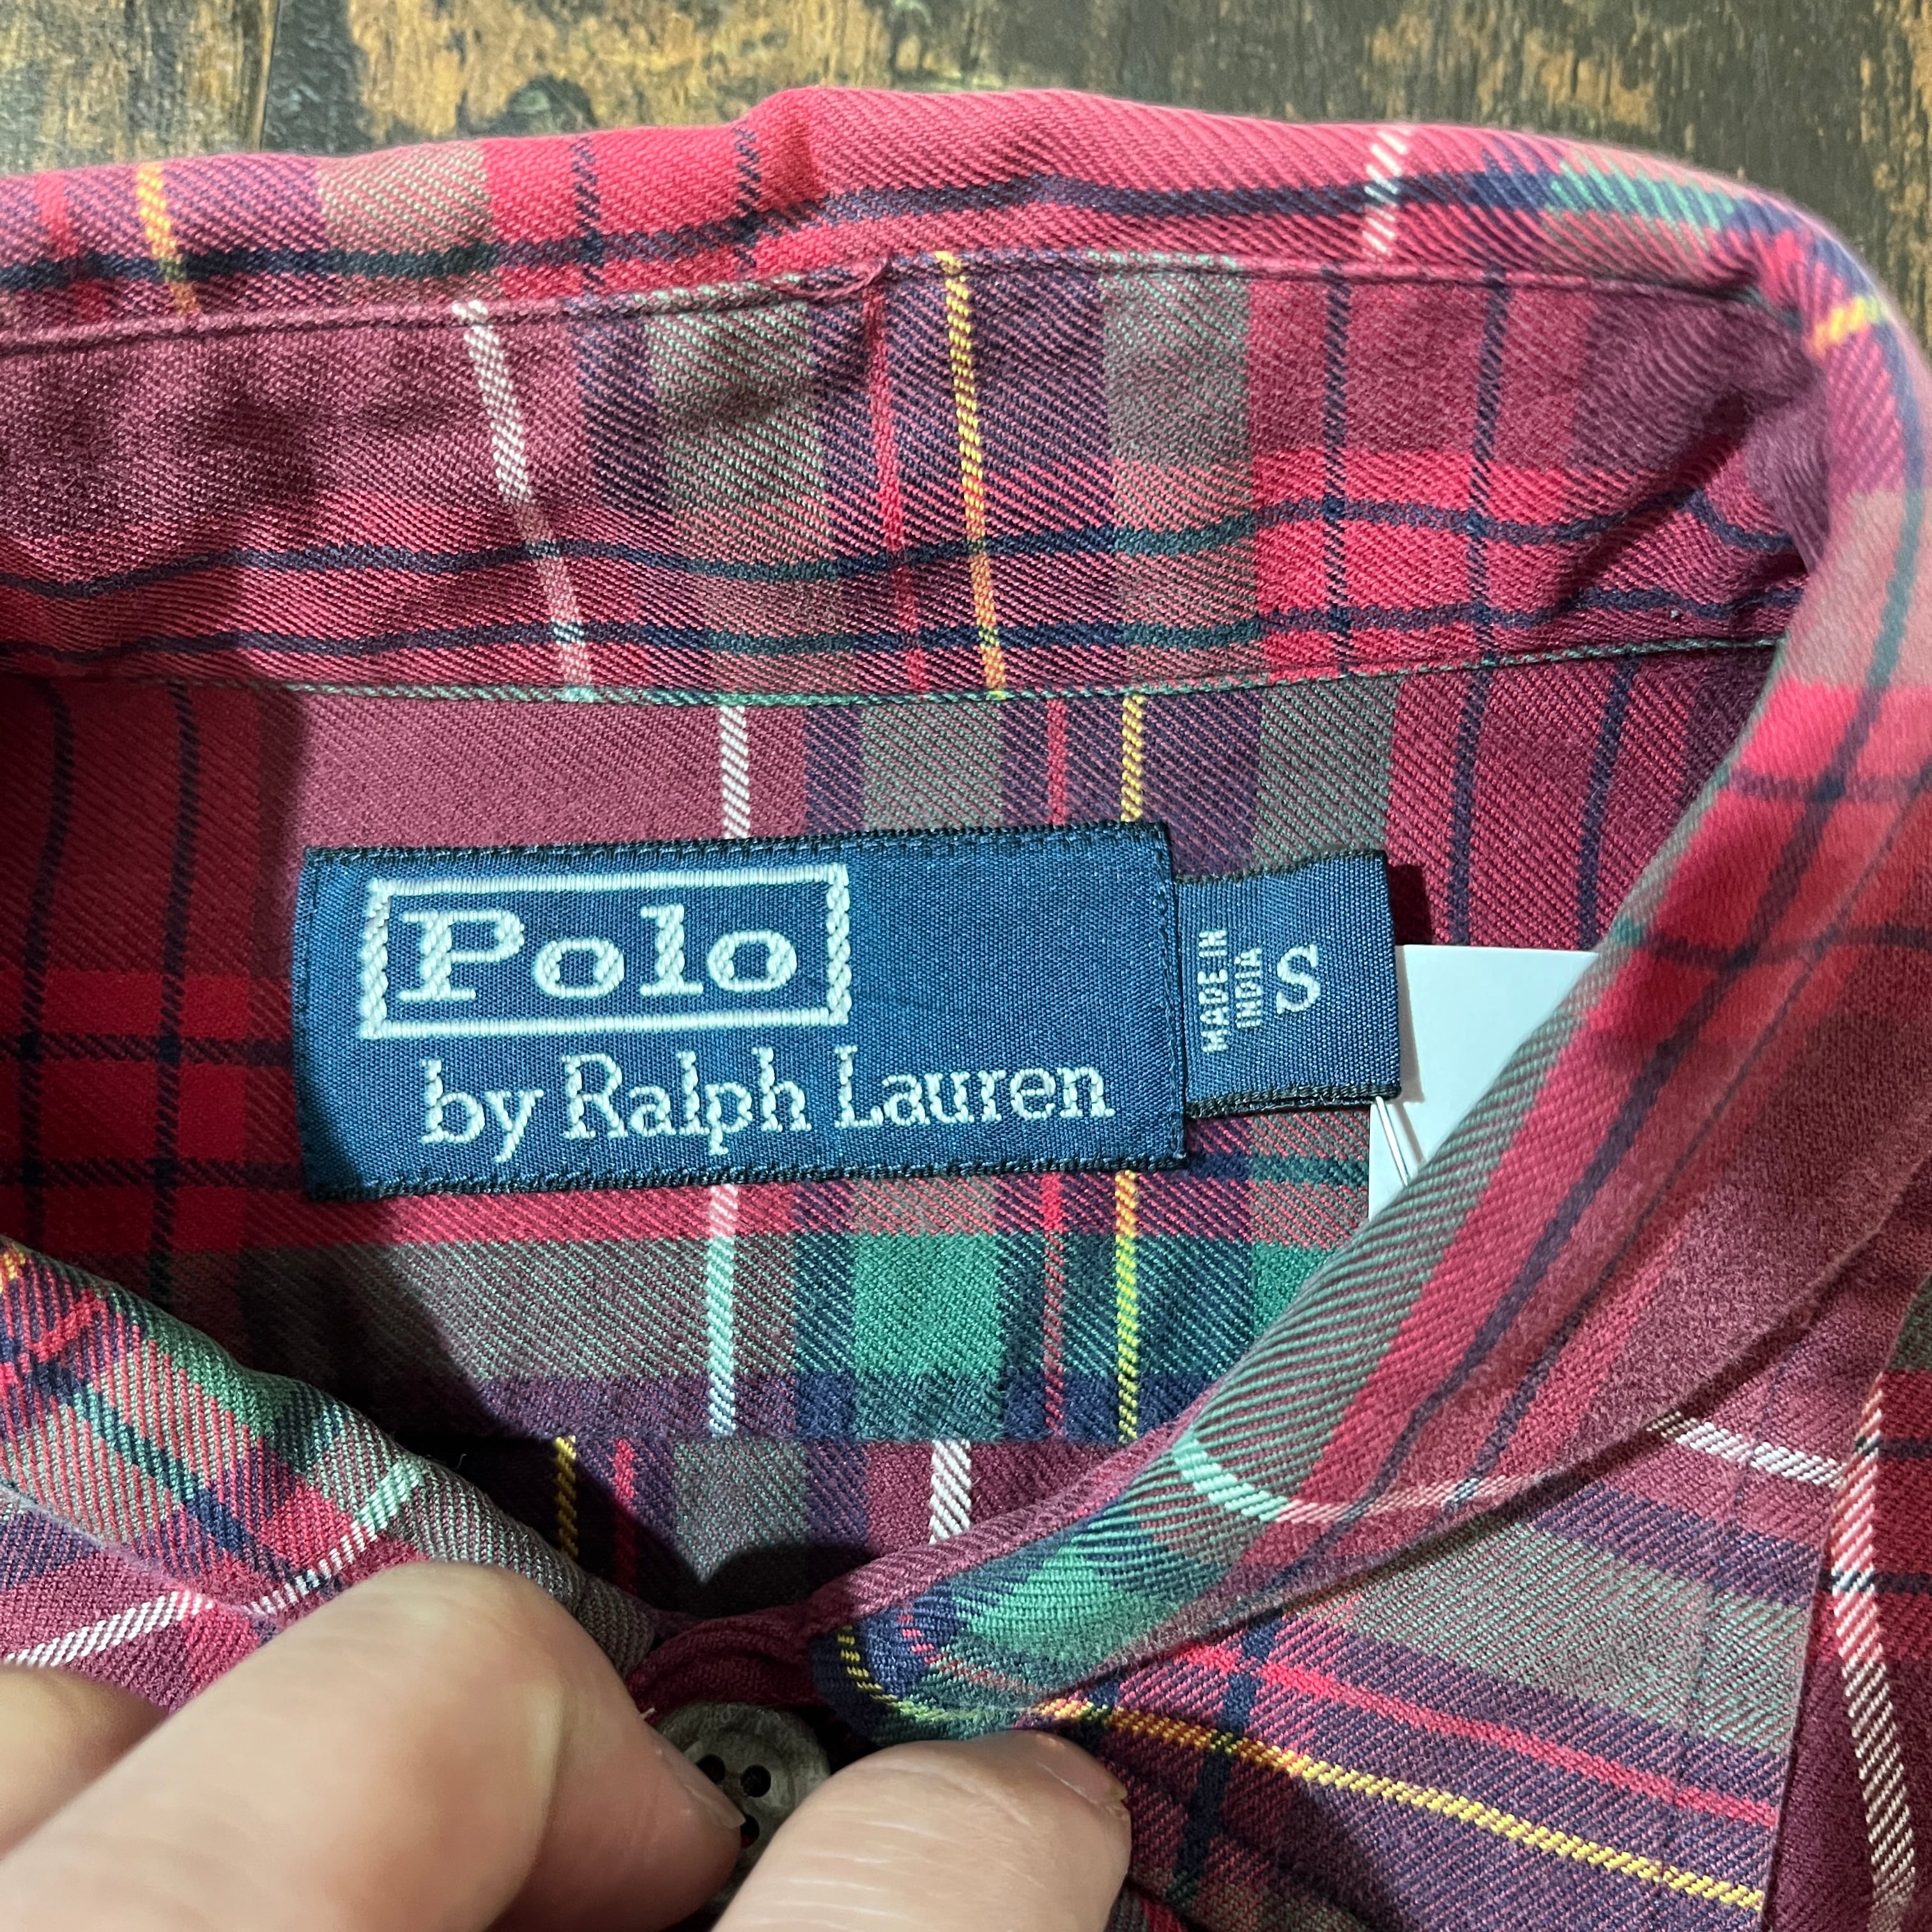 Polo
by Ralph Lauren
MADE IN
INDIA
S